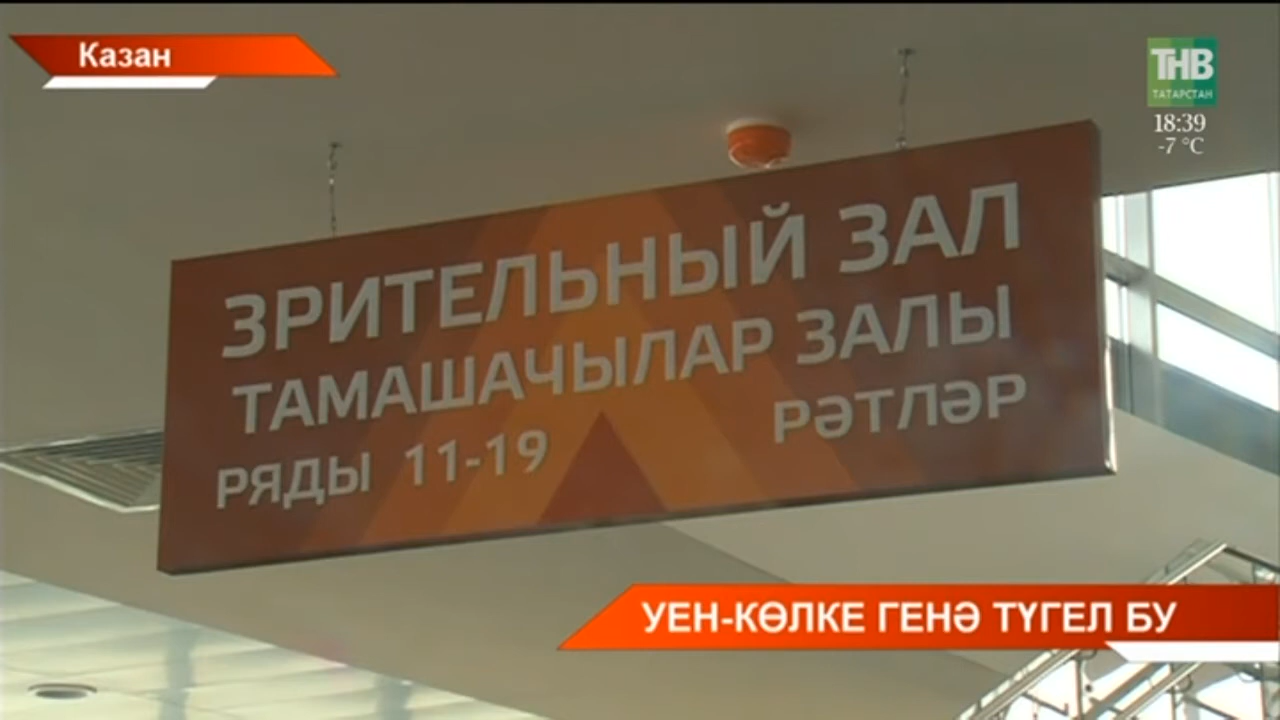 Казан
ТНВ
ТАТАРСТАН
18:39
-7 °C
ЗРИТЕЛЬНЫЙ ЗАЛ
ТАМАШАЧЫЛАР ЗАЛЫ
РЯДЫ 11-19 РӘТЛӘР
УЕН-КӨЛКЕ ГЕНӘ ТҮГЕЛ БУ